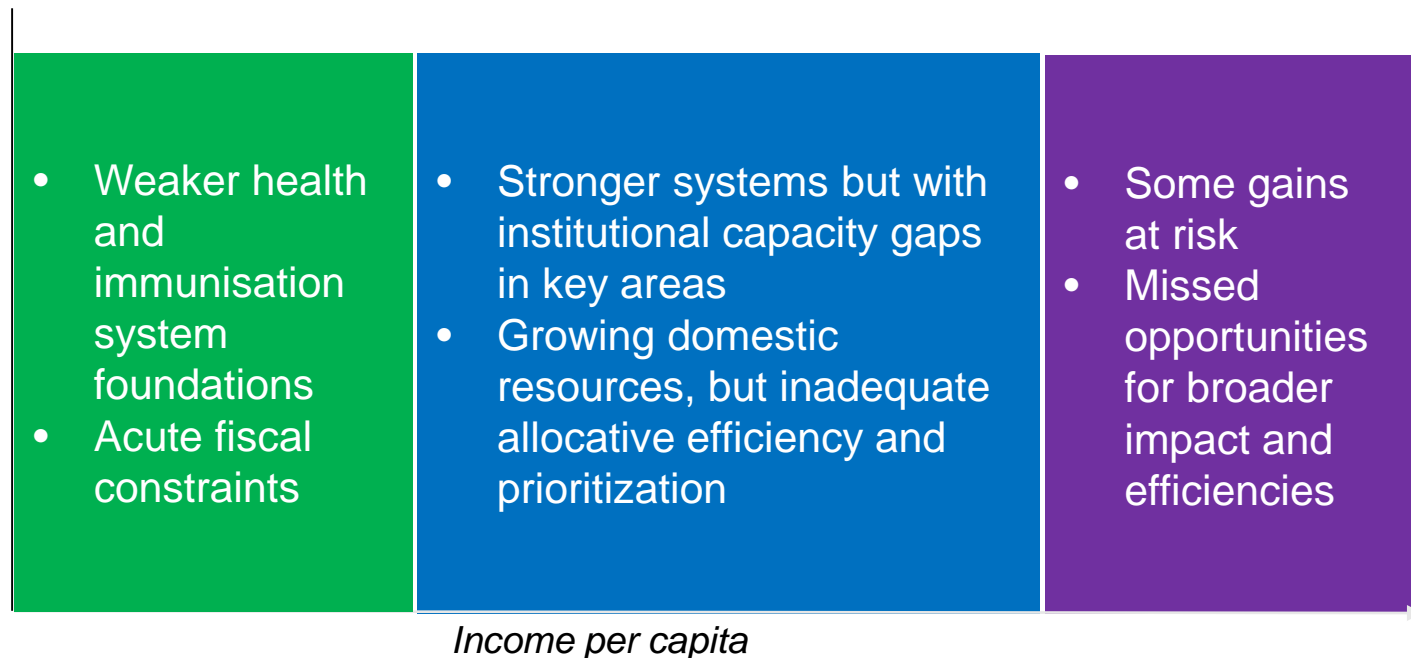 • Weaker health
and
immunisation
system
foundations
• Acute fiscal
constraints
• Stronger systems but with
institutional capacity gaps
in key areas
• Growing domestic
resources, but inadequate
allocative efficiency and
prioritization
• Some gains
at risk
• Missed
opportunities
for broader
impact and
efficiencies
Income per capita